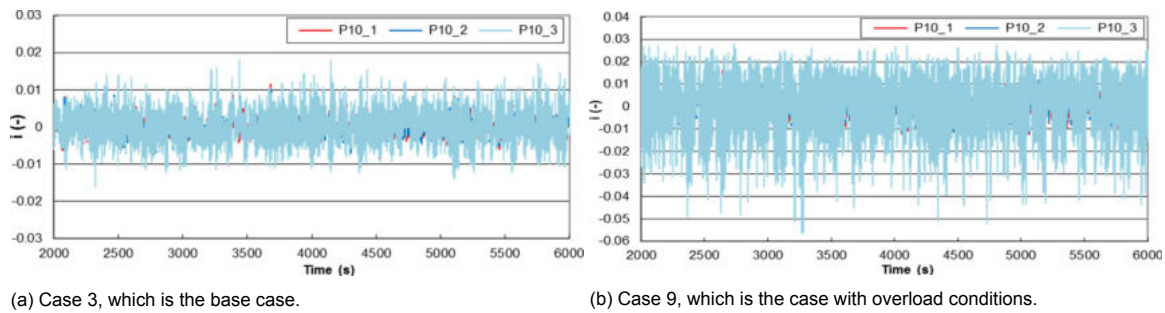 0.03
0.02
0.01
0
-0.01
-0.02
-0.03
i (-)
P10_1 P10_2 P10_3
2000 2500 3000 3500 4000 4500 5000 5500 6000
Time (s)
(a) Case 3, which is the base case.
0.04
0.03
0.02
0.01
0
-0.01
-0.02
-0.03
-0.04
-0.05
-0.06
i (-)
P10_1 P10_2 P10_3
2000 2500 3000 3500 4000 4500 5000 5500 6000
Time (s)
(b) Case 9, which is the case with overload conditions.